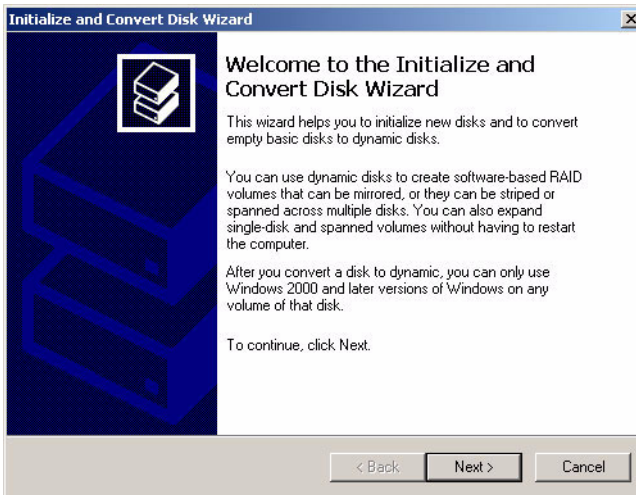 Initialize and Convert Disk Wizard
Welcome to the Initialize and
Convert Disk Wizard
This wizard helps you to initialize new disks and to convert
empty basic disks to dynamic disks.
You can use dynamic disks to create software-based RAID
volumes that can be mirrored, or they can be striped or
spanned across multiple disks. You can also expand
single-disk and spanned volumes without having to restart
the computer.
After you convert a disk to dynamic, you can only use
Windows 2000 and later versions of Windows on any
volume of that disk.
To continue, click Next.
< Back Next > Cancel